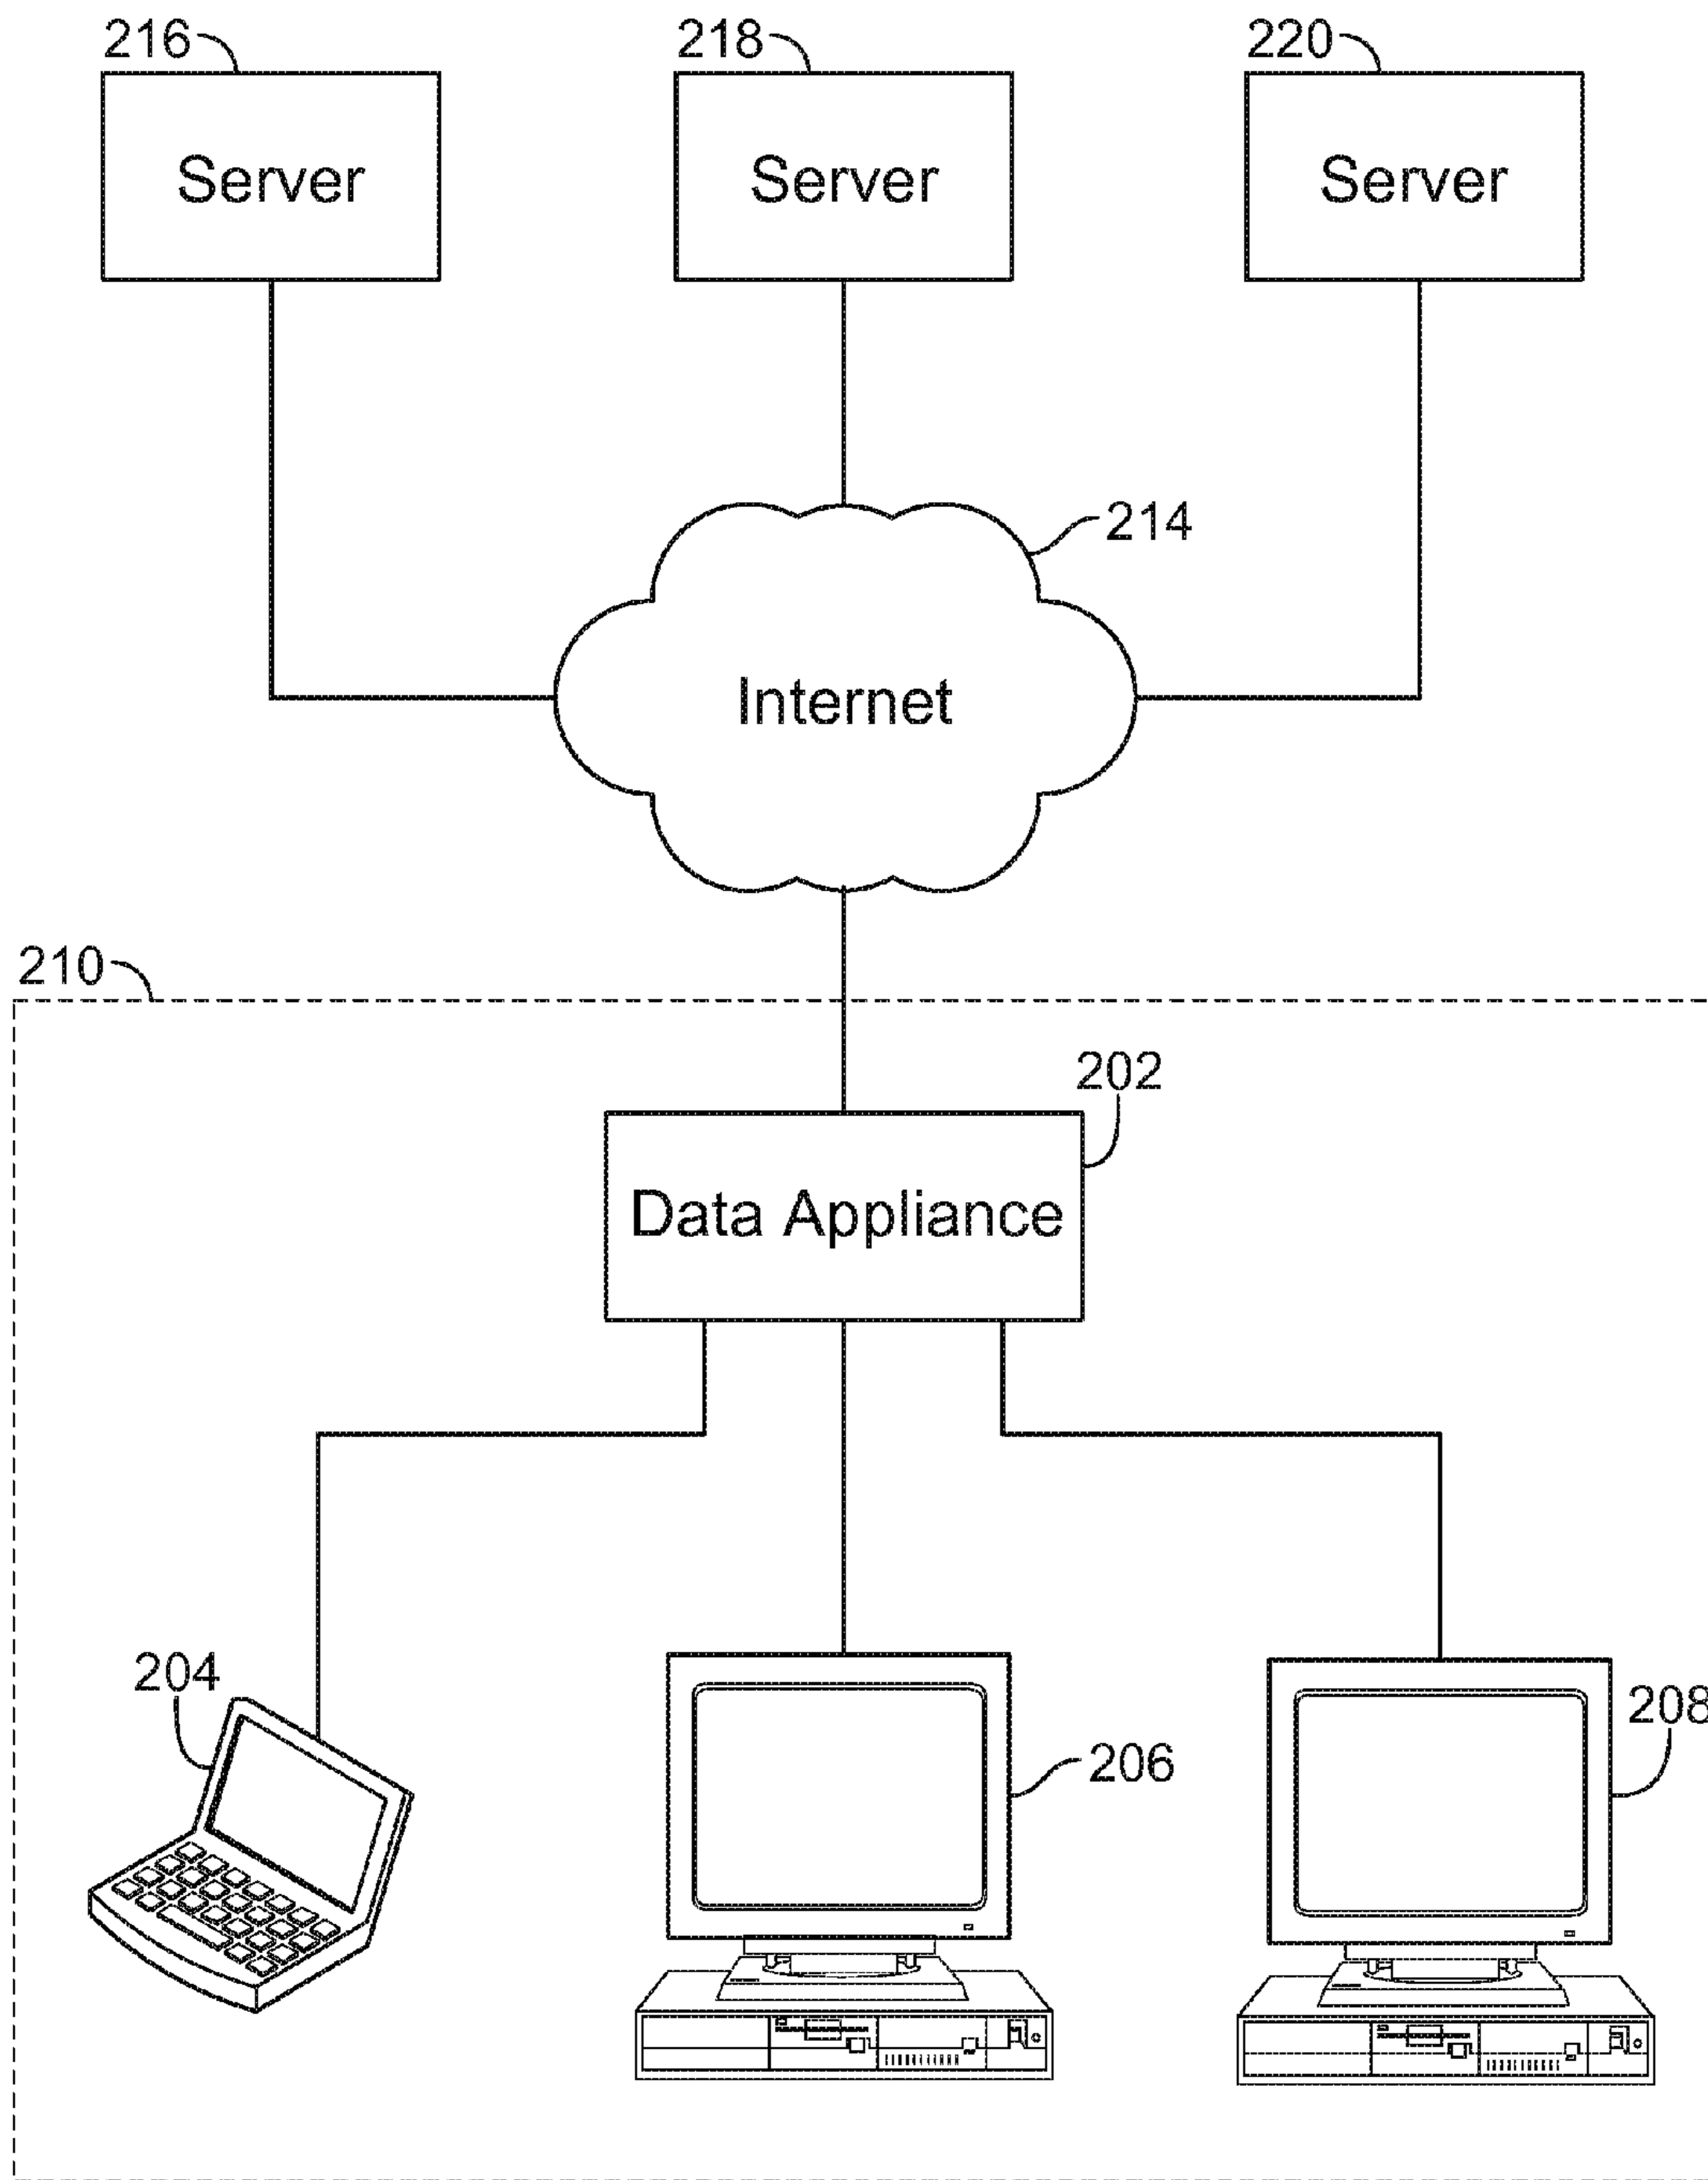 216
218
220
Server
Server
Server
214
Internet
210
202
Data Appliance
204
206
208